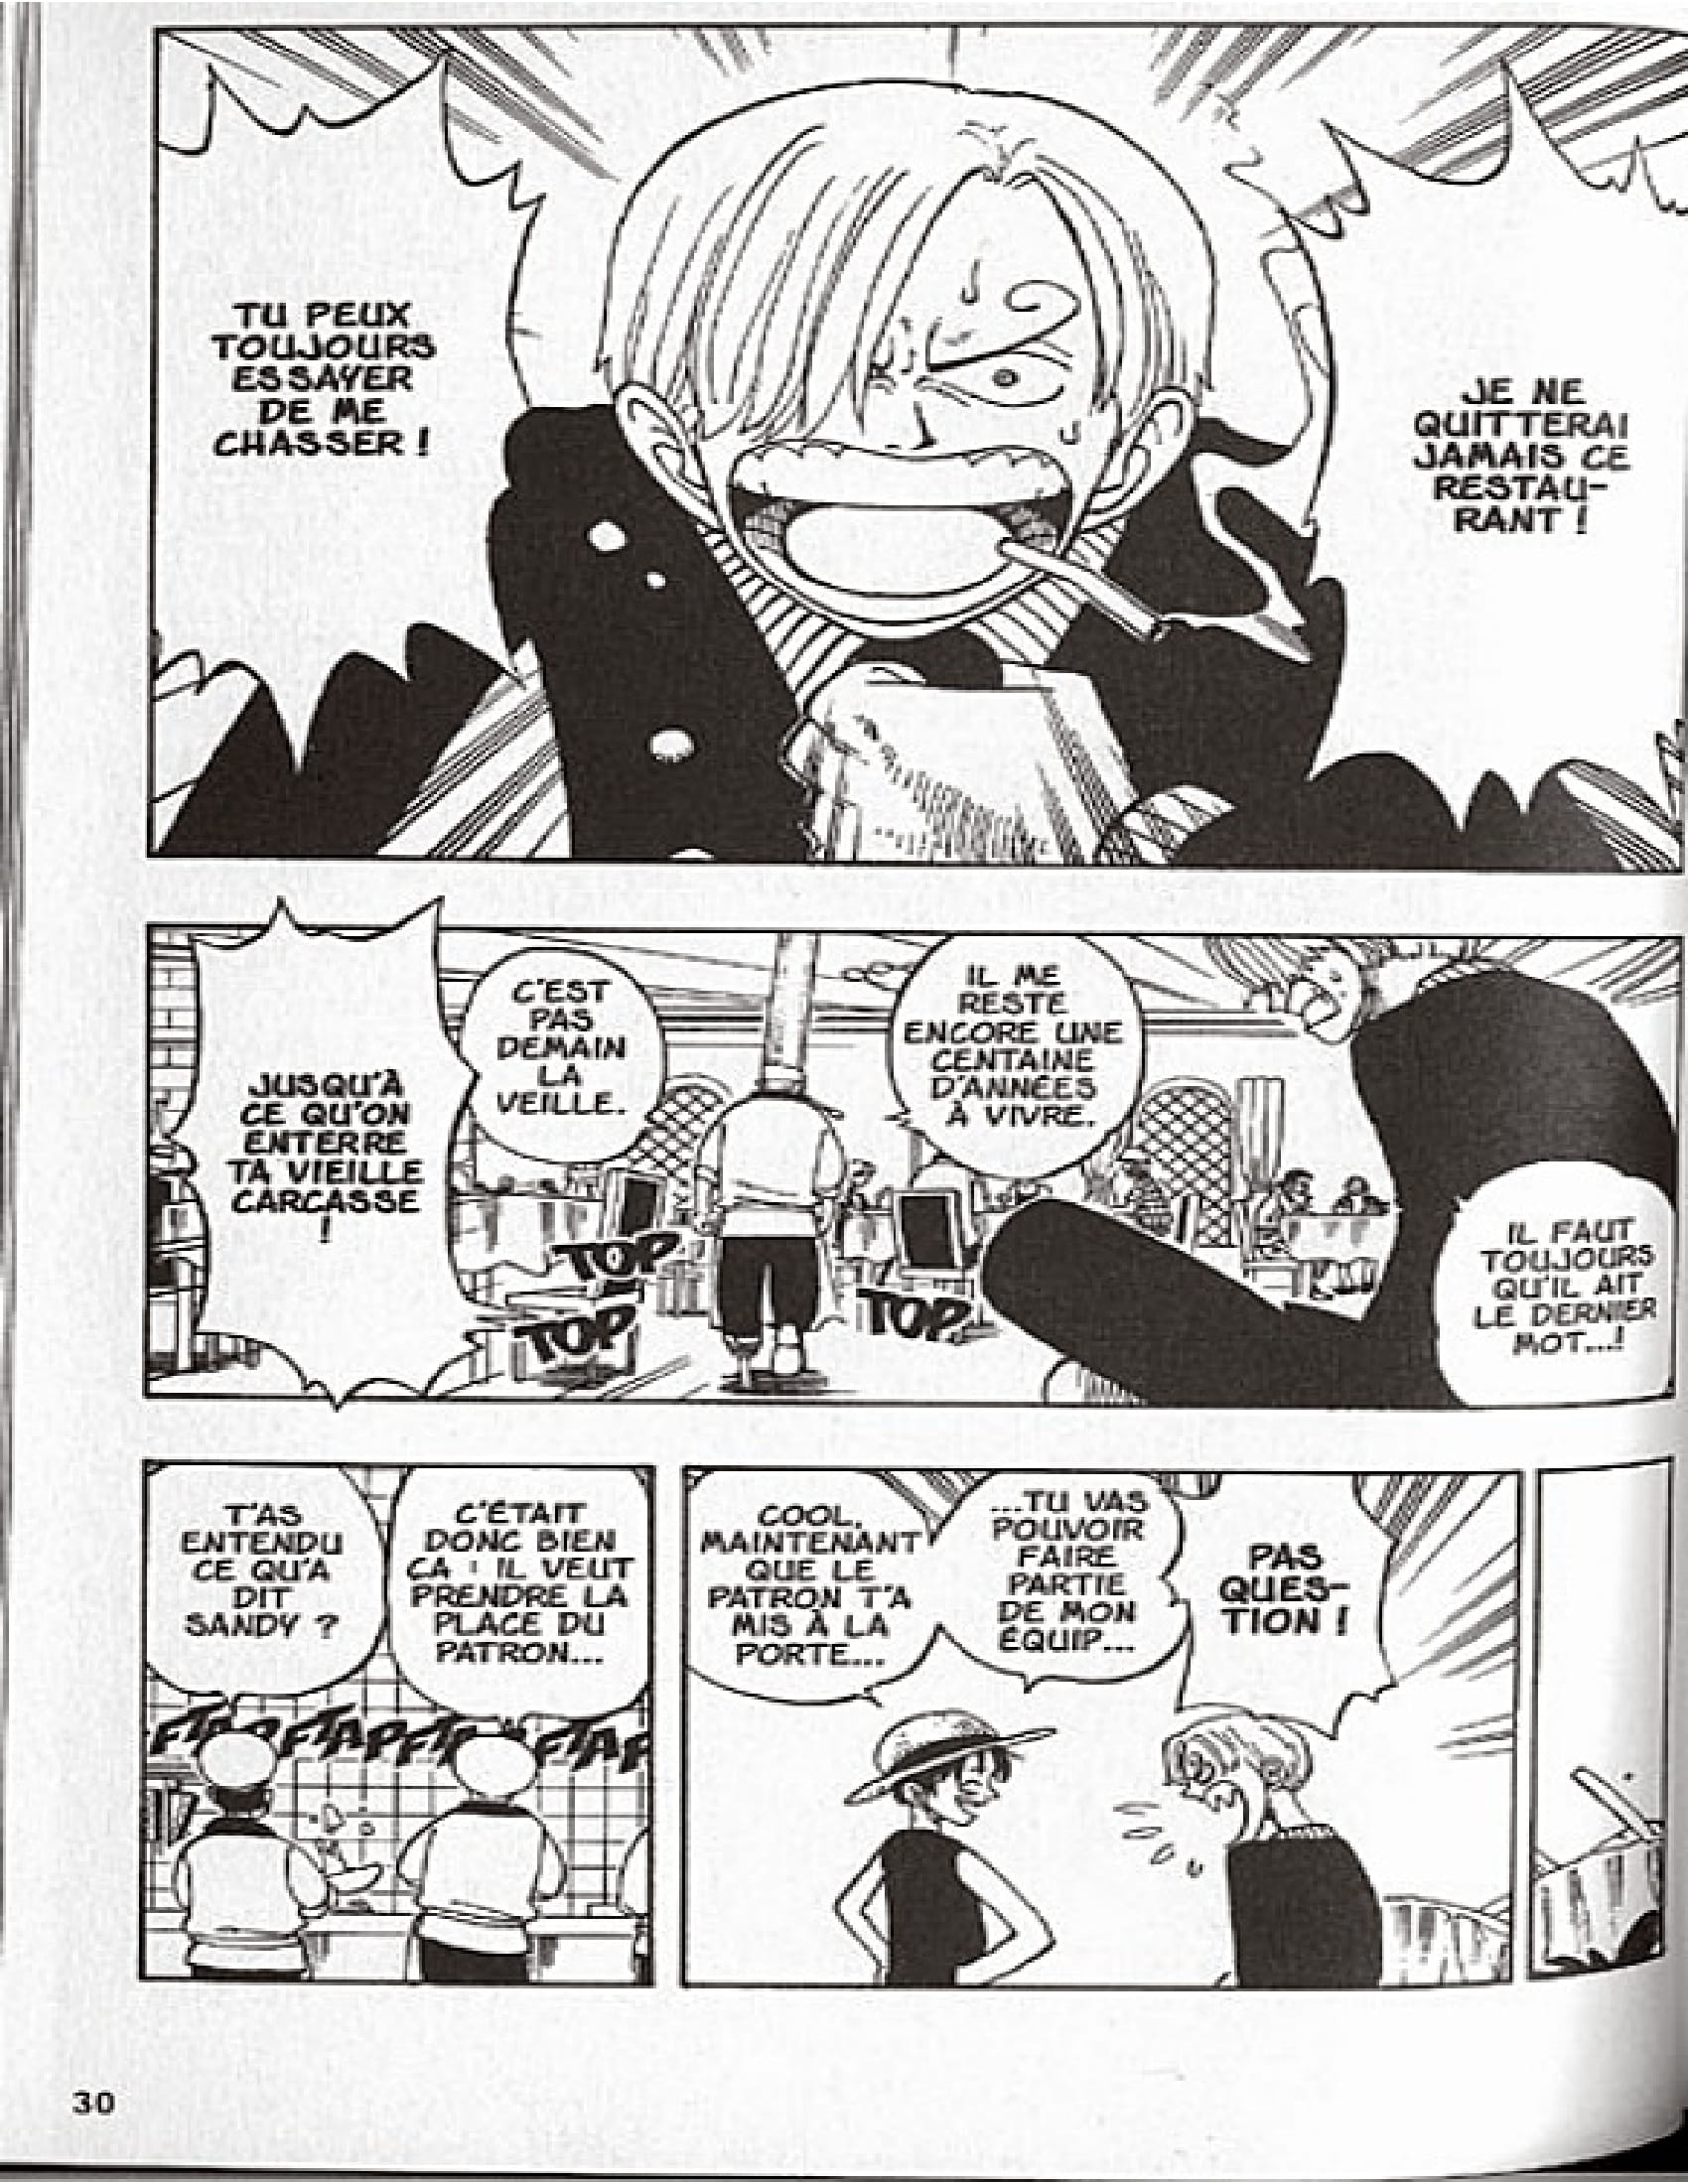 TU PEUX
TOUJOURS
ESSAYER
DE ME
CHASSER !
JE NE
QUITTERAI
JAMAIS CE
RESTAU-
RANT !
JUSQU'À
CE QU'ON
ENTERRE
TA VIEILLE
CARCASSE
!
C'EST
PAS
DEMAIN
LA
VEILLE.
IL ME
RESTE
ENCORE UNE
CENTAINE
D'ANNÉES
À VIVRE.
TOP
TOP
TOP
IL FAUT
TOUJOURS
QU'IL AIT
LE DERNIER
MOT...!
T'AS
ENTENDU
CE QU'A
DIT
SANDY ?
C'ÉTAIT
DONC BIEN
ÇA : IL VEUT
PRENDRE LA
PLACE DU
PATRON...
FTAP FTAP FT FTAP
COOL,
MAINTENANT
QUE LE
PATRON T'A
MIS À LA
PORTE...
...TU VAS
POUVOIR
FAIRE
PARTIE
DE MON
ÉQUIP...
PAS
QUES-
TION !
30